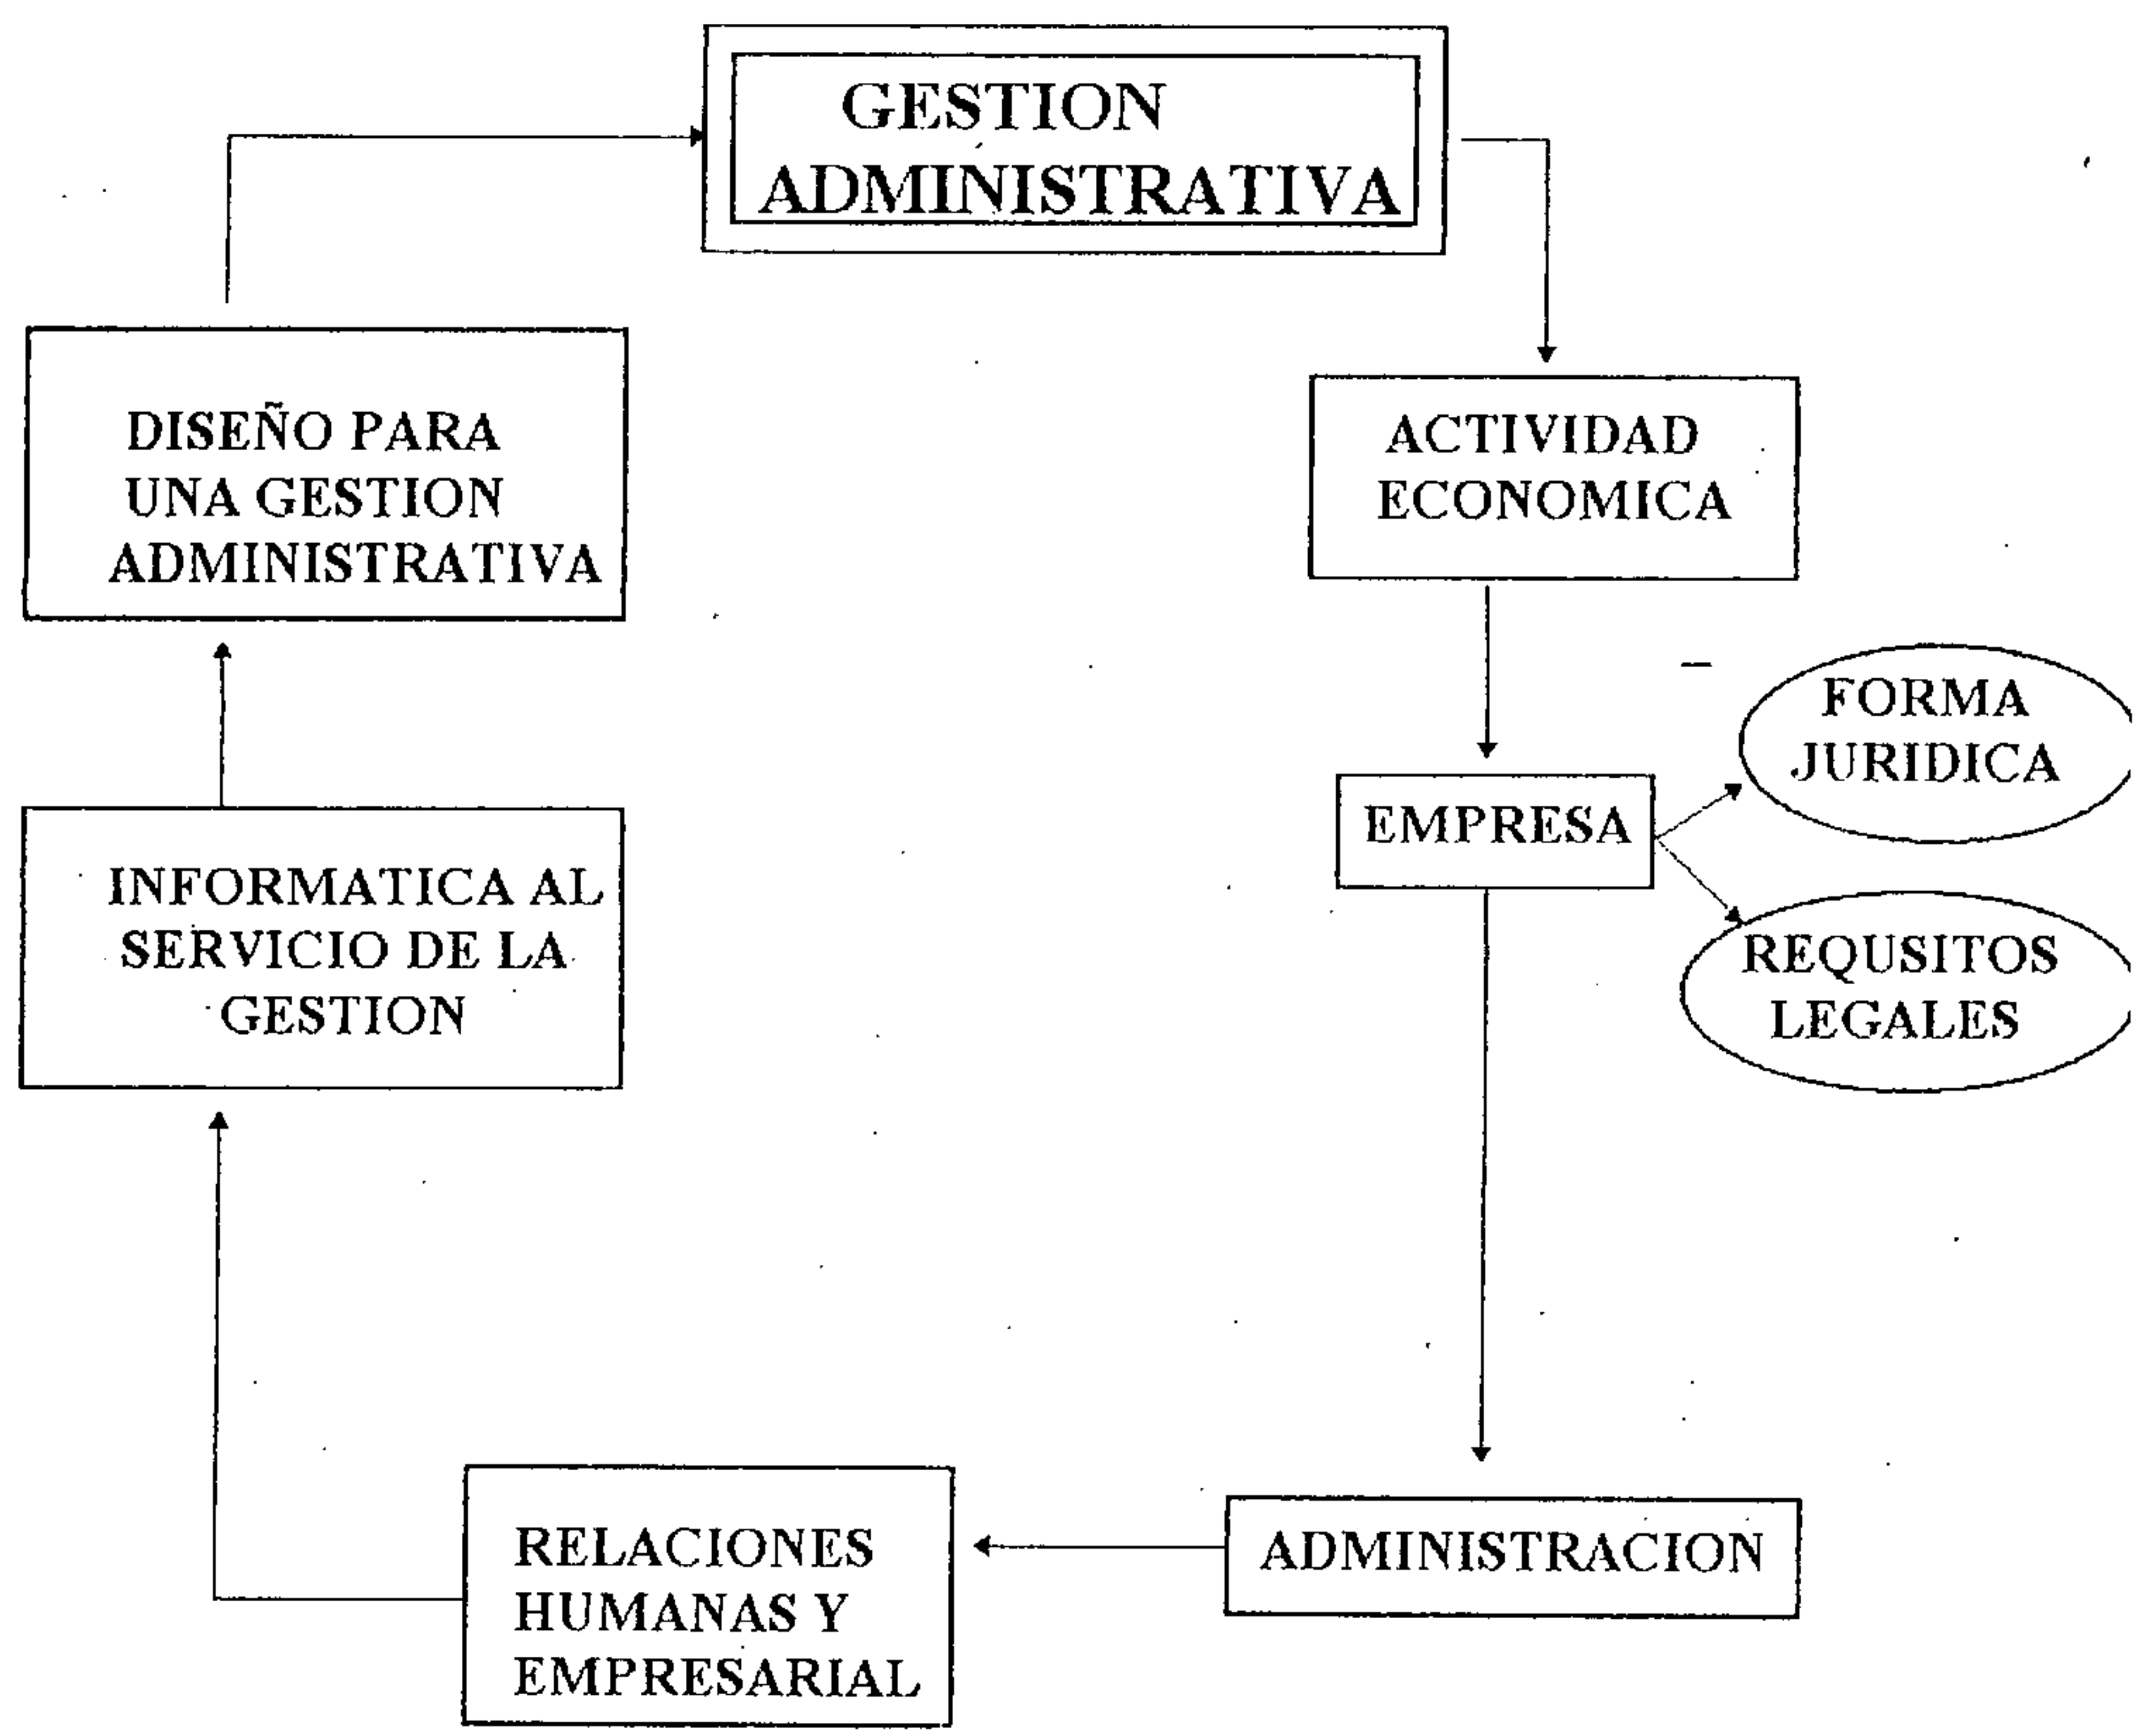 GESTION
ADMINISTRATIVA
DISEÑO PARA
UNA GESTION
ADMINISTRATIVA
ACTIVIDAD
ECONOMICA
FORMA
JURIDICA
EMPRESA
REQUSITOS
LEGALES
INFORMATICA AL
SERVICIO DE LA
GESTION
ADMINISTRACION
RELACIONES
HUMANAS Y
EMPRESARIAL